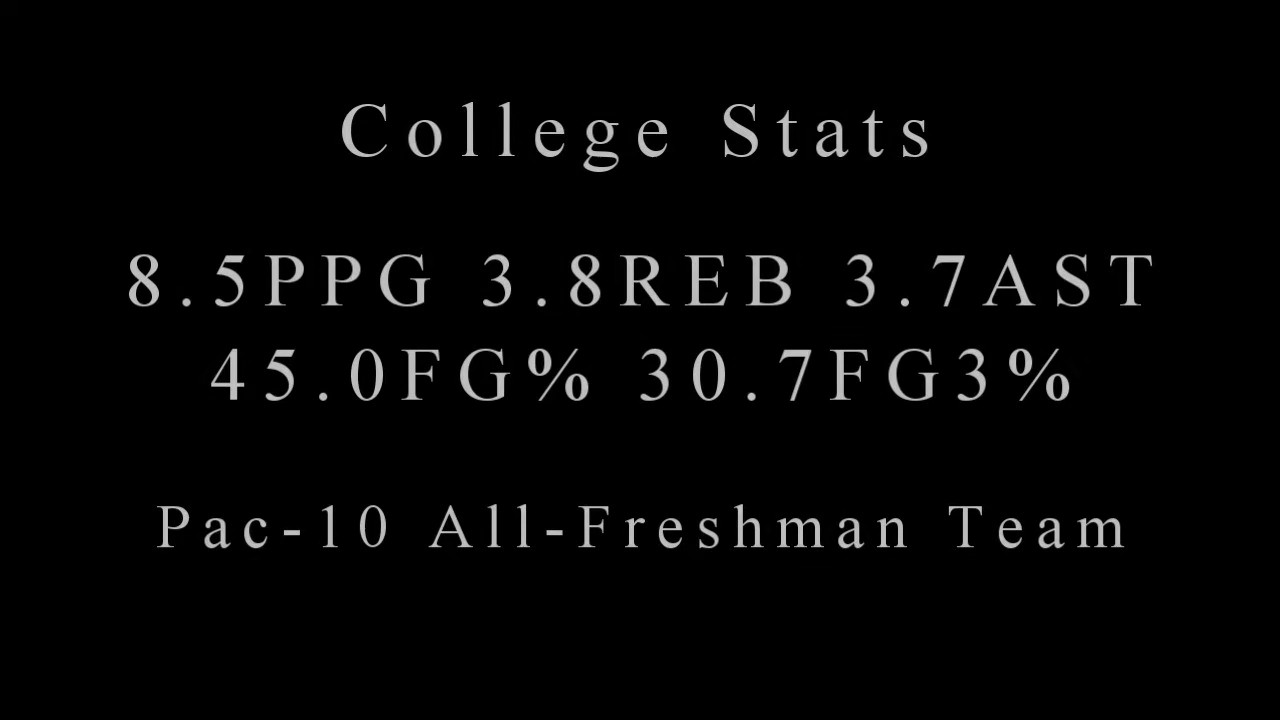 College Stats
8.5PPG 3.8REB 3.7AST
45.0FG% 30.7FG3%
Pac-10 All-Freshman Team